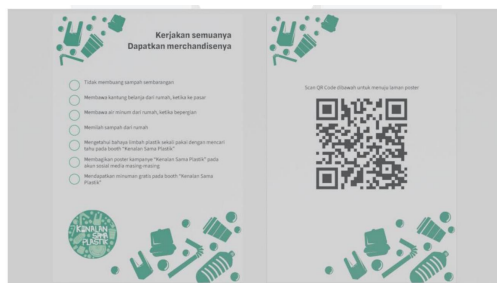 Kerjakan semuanya
Dapatkan merchandisenya
Tidak membuang sampah sembarangan
Membawa kantung belanja dari rumah, ketika ke pasar
Membawa air minum dari rumah, ketika bepergian
Memilah sampah dari rumah
Mengetahui bahaya limbah plastik sekali pakai dengan mencari
tahu pada booth "Kenalan Sama Plastik"
Membagikan poster kampanye "Kenalan Sama Plastik" pada
akun sosial media masing-masing
Mendapatkan minuman gratis pada booth "Kenalan Sama
Plastik"
KENALAN
SAMA
PLASTIK
Scan QR Code dibawah untuk menuju laman poster